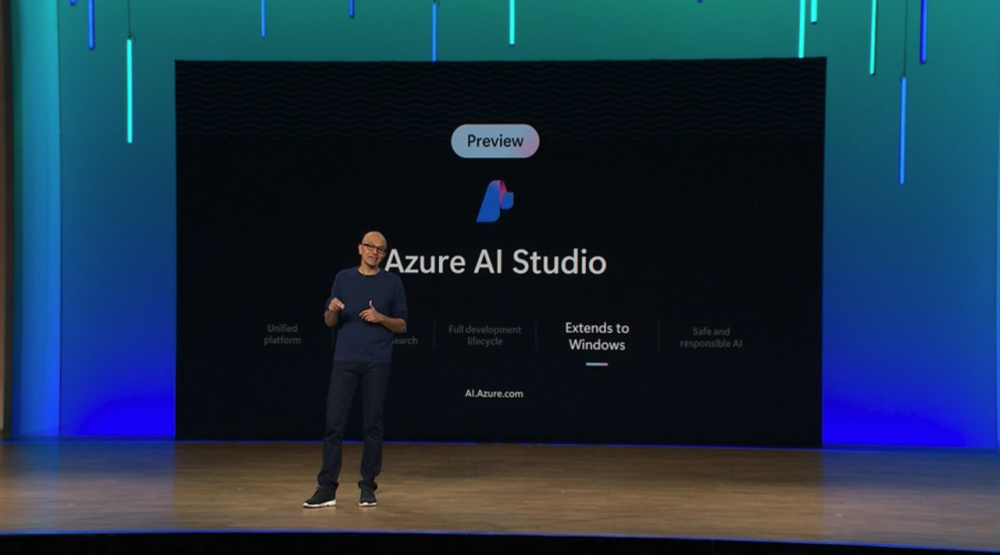 Preview
Azure AI Studio
Unified
platform
Full development
lifecycle
Extends to
Windows
Safe and
responsible AI
AI.Azure.com